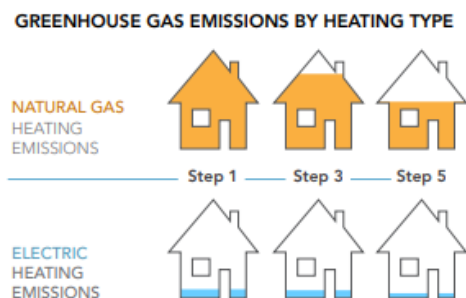 GREENHOUSE GAS EMISSIONS BY HEATING TYPE
NATURAL GAS
HEATING
EMISSIONS
Step 1
Step 3
Step 5
ELECTRIC
HEATING
EMISSIONS